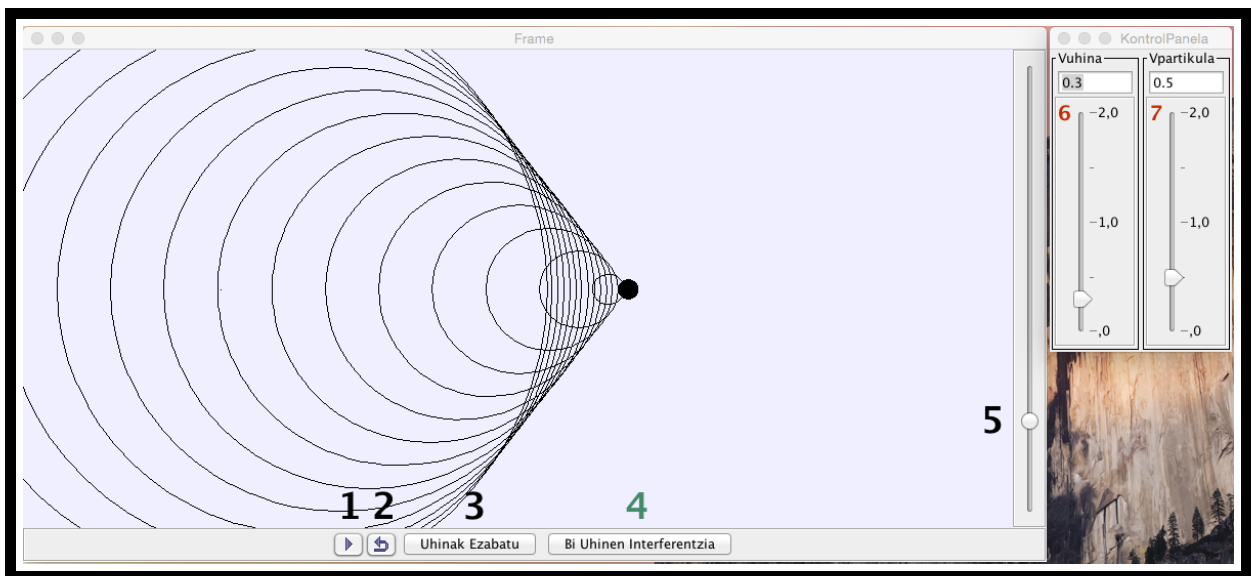 Frame
KontrolPanela
Vuhina
Vpartikula
0.3
0.5
6
2,0
7
2,0
1,0
1,0
,0
,0
5
1
2
3
4
Uhinak Ezabatu
Bi Uhinen Interferentzia